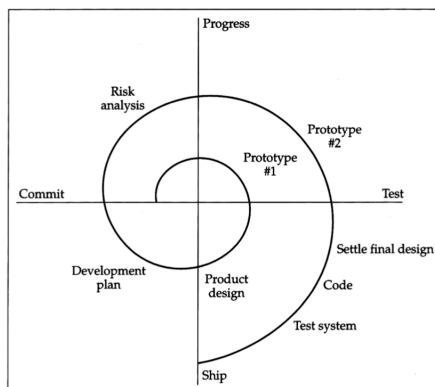 Progress
Risk
analysis
Prototype
#2
Prototype
#1
Commit
Test
Settle final design
Development
plan
Product
design
Code
Test system
Ship